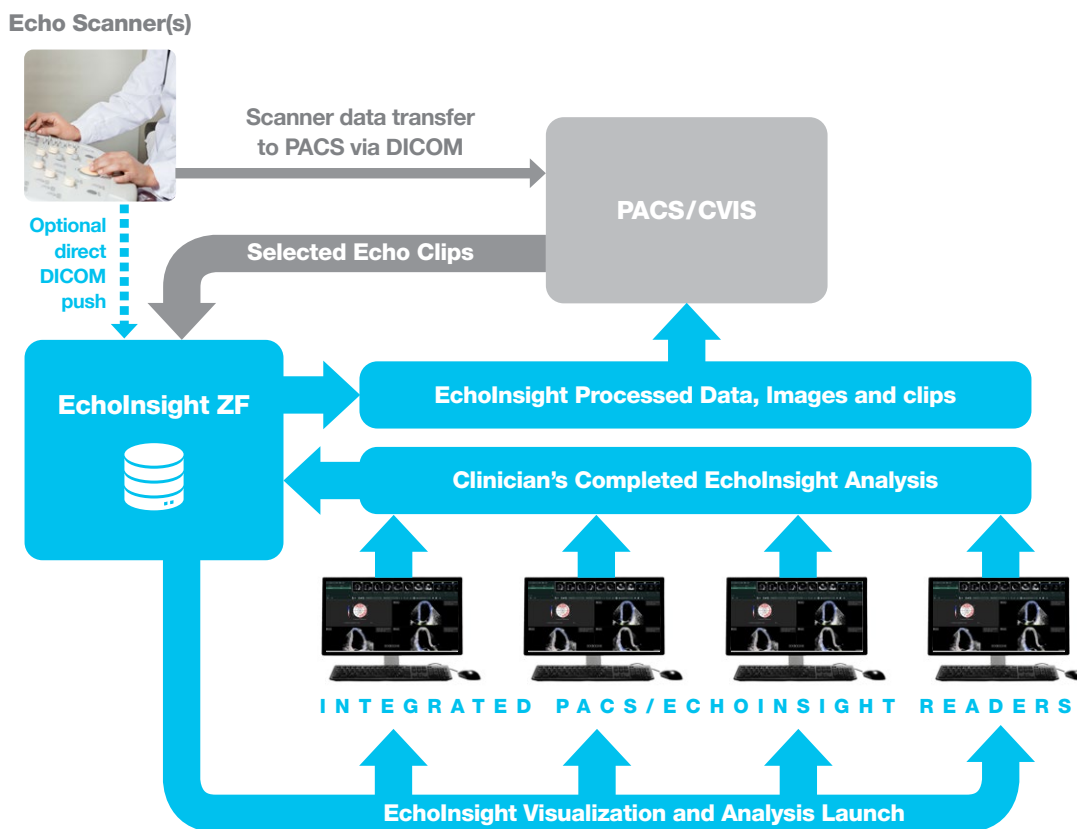 Echo Scanner(s)
Scanner data transfer
to PACS via DICOM
PACS/CVIS
Optional
direct
DICOM
push
Selected Echo Clips
EchoInsight ZF
EchoInsight Processed Data, Images and clips
Clinician's Completed EchoInsight Analysis
INTEGRATED PACS/ECHOINSIGHT READERS
EchoInsight Visualization and Analysis Launch